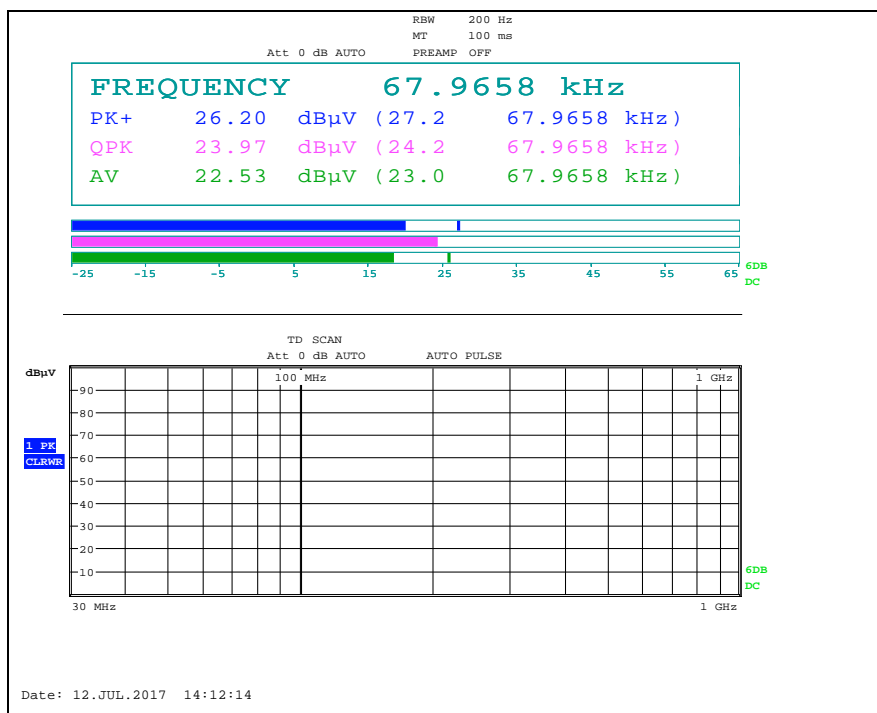 RBW 200 Hz
MT 100 ms
Att 0 dB AUTO PREAMP OFF
FREQUENCY 67.9658 kHz
PK+ 26.20 dBµV (27.2 67.9658 kHz)
QPK 23.97 dBµV (24.2 67.9658 kHz)
AV 22.53 dBµV (23.0 67.9658 kHz)
-25 -15 -5 5 15 25 35 45 55 65
6DB
DC
TD SCAN
Att 0 dB AUTO AUTO PULSE
dBµV
100 MHz 1 GHz
90
80
70
1 PK
CLRWR
60
50
40
30
20
10
6DB
DC
30 MHz 1 GHz
Date: 12.JUL.2017 14:12:14